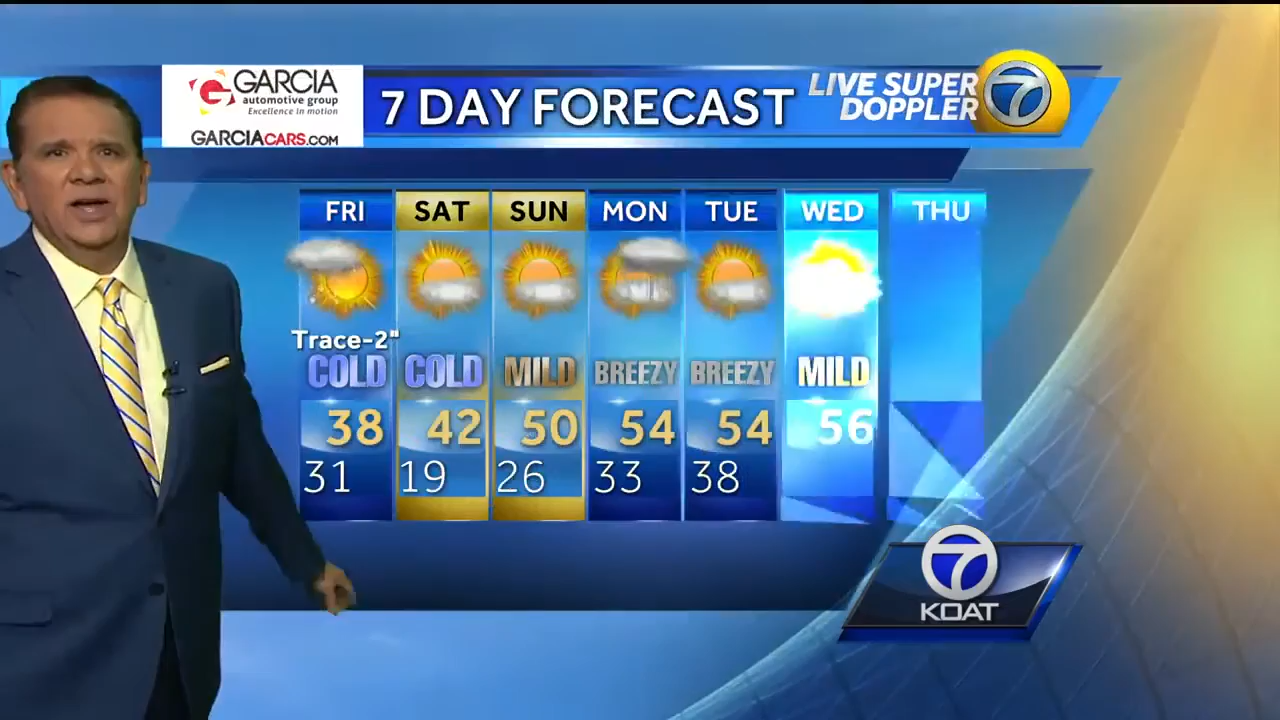 GARCIA
automotive group
Excellence in motion
GARCIACARS.COM
7 DAY FORECAST
LIVE SUPER
DOPPLER
7
FRI SAT SUN MON TUE WED THU
Trace-2"
COLD COLD MILD BREEZY BREEZY MILD
38 42 50 54 54 56
31 19 26 33 38
7
KOAT